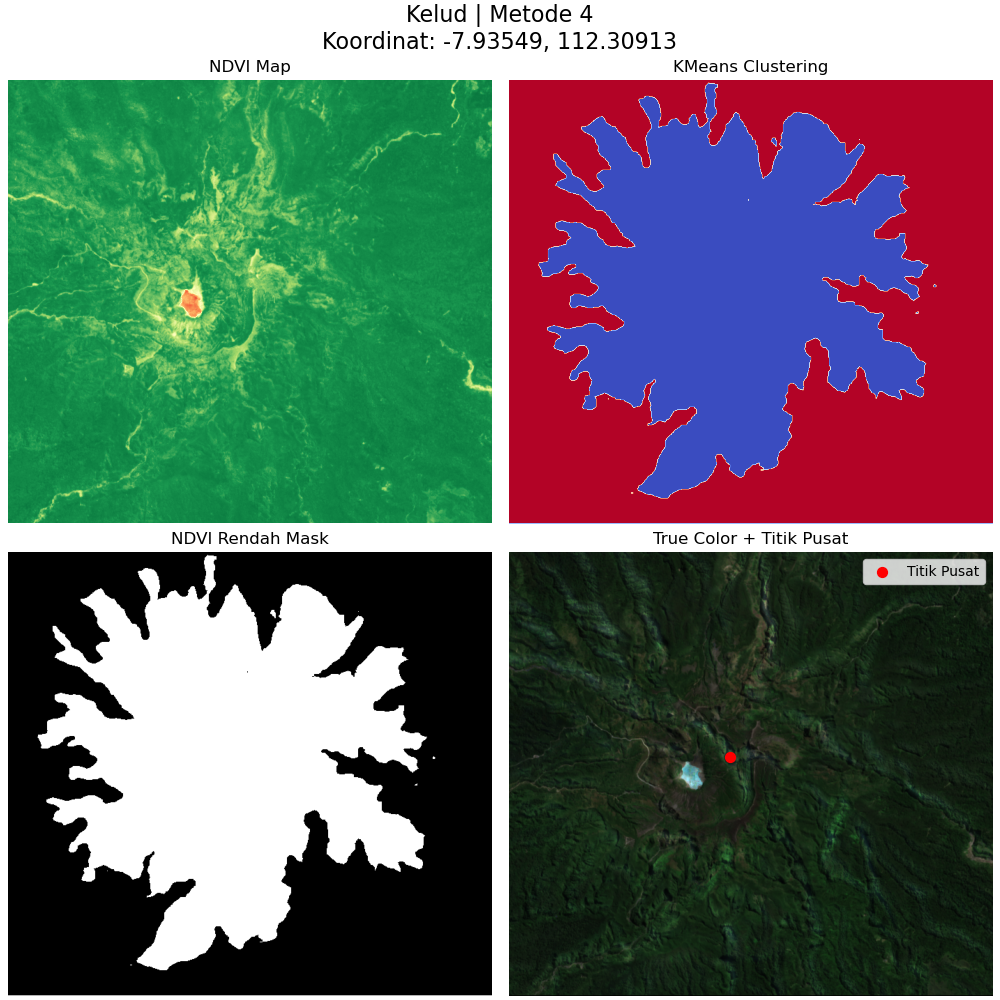 Kelud | Metode 4
Koordinat: -7.93549, 112.30913
NDVI Map
KMeans Clustering
NDVI Rendah Mask
True Color + Titik Pusat
Titik Pusat